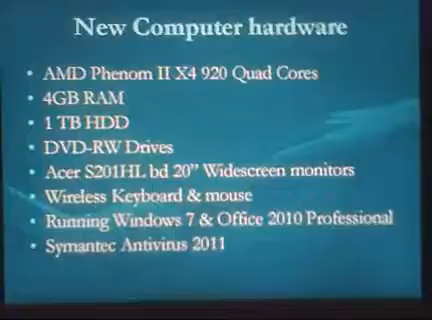 New Computer hardware
• AMD Phenom II X4 920 Quad Cores
• 4GB RAM
• 1 TB HDD
• DVD-RW Drives
• Acer S201HL bd 20” Widescreen monitors
• Wireless Keyboard & mouse
• Running Windows 7 & Office 2010 Professional
• Symantec Antivirus 2011